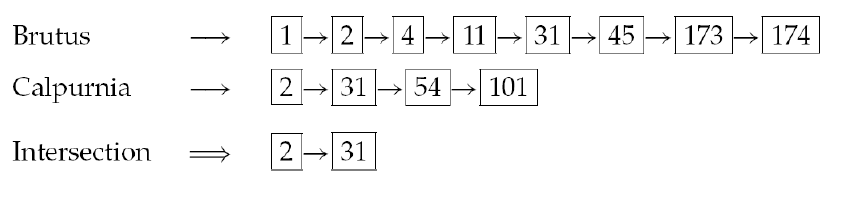 Brutus ⟶ 1 → 2 → 4 → 11 → 31 → 45 → 173 → 174
Calpurnia ⟶ 2 → 31 → 54 → 101
Intersection ⟹ 2 → 31